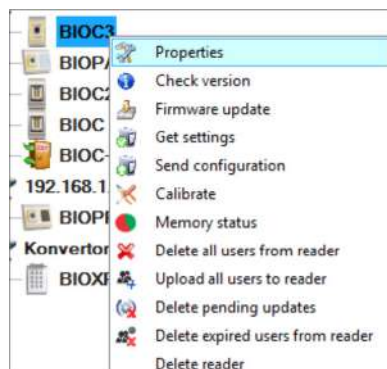 BIOC3
Properties
BIOPA
Check version
BIOC2
Firmware update
Get settings
BIOC
Send configuration
BIOC-
192.168.1.
Calibrate
Memory status
Delete all users from reader
Konvertor
Upload all users to reader
Delete pending updates
Delete expired users from reader
Delete reader